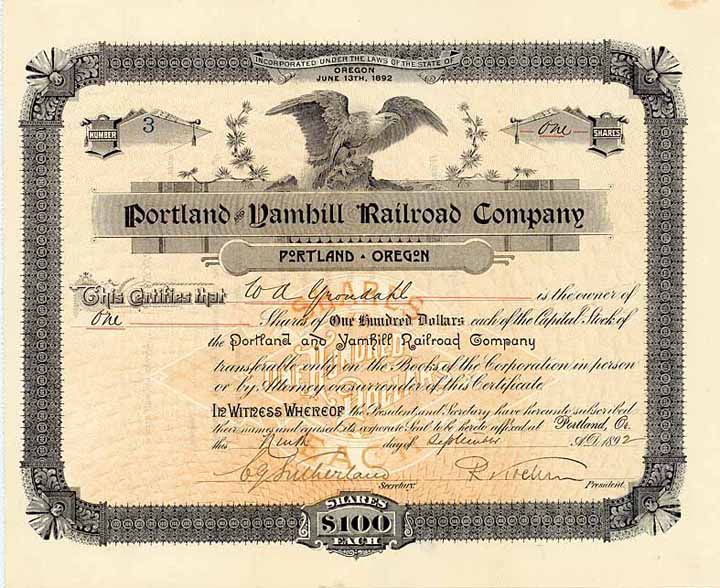 INCORPORATED UNDER THE LAWS OF THE STATE OF
OREGON
JUNE 13TH, 1892
NUMBER 3
One SHARES
Portland and Yamhill Railroad Company
PORTLAND • OREGON
This Certifies that W A Grondahl is the owner of
One Shares of One Hundred Dollars each of the Capital Stock of
the Portland and Yamhill Railroad Company
transferable only on the Books of the Corporation in person
or by Attorney on surrender of this Certificate
IN WITNESS WHEREOF the President and Secretary have hereunto subscribed
their names and caused its corporate Seal to be hereto affixed at Portland, Or.
this Ninth day of September A.D. 1892
C G Sutherland R Koehler
Secretary. President.
SHARES
$100
EACH